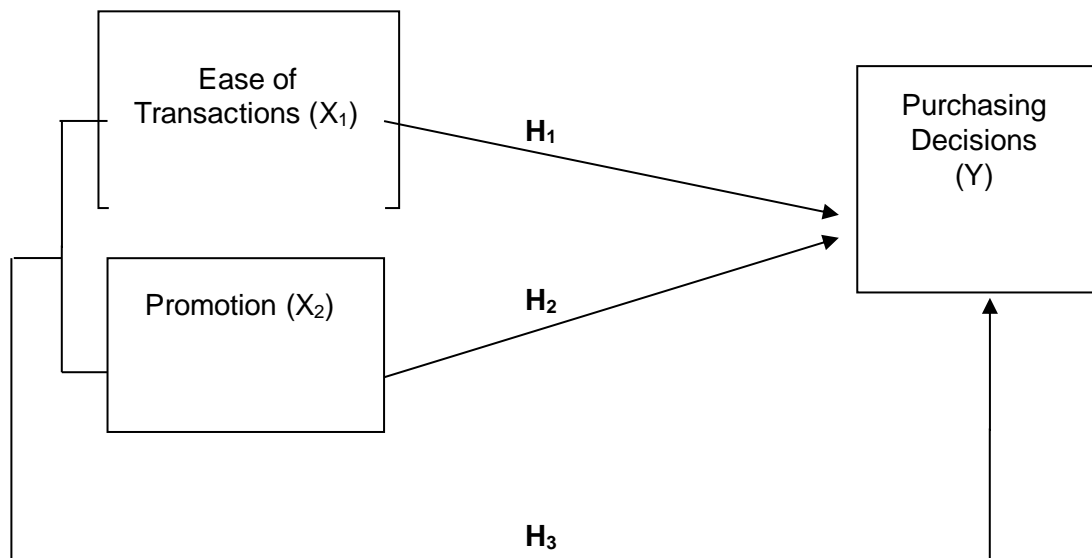 Ease of
Transactions (X₁)
H₁
Purchasing
Decisions
(Y)
Promotion (X₂)
H₂
H₃